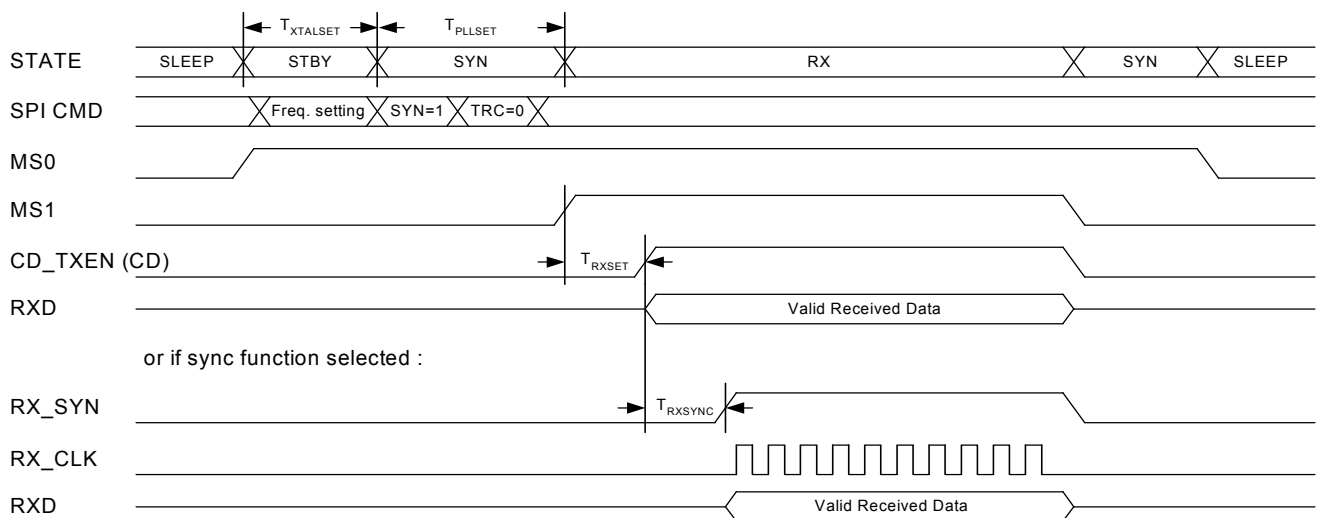 T_XTALSET T_PLLSET
STATE SLEEP STBY SYN RX SYN SLEEP
SPI CMD Freq. setting SYN=1 TRC=0
MS0
MS1
CD_TXEN (CD) T_RXSET
RXD Valid Received Data
or if sync function selected :
RX_SYN T_RXSYNC
RX_CLK
RXD Valid Received Data